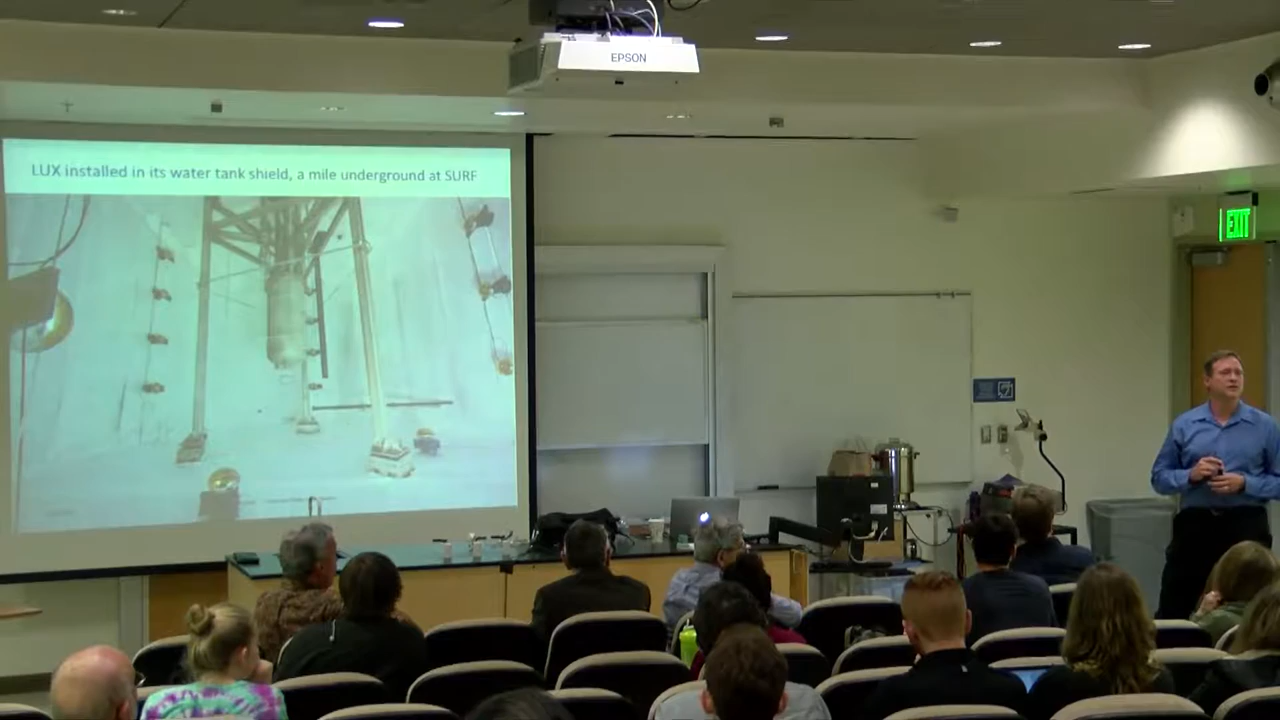 EPSON
LUX installed in its water tank shield, a mile underground at SURF
EXIT